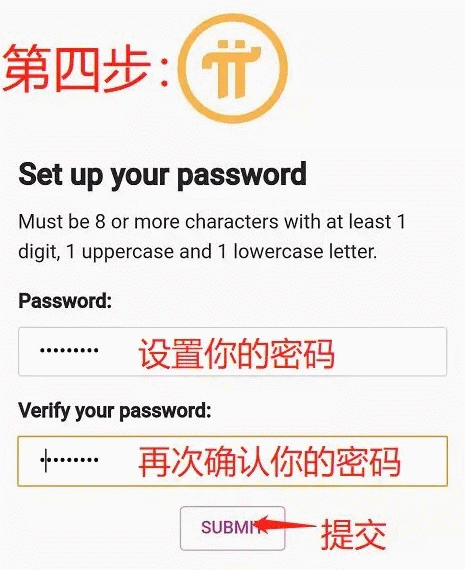 第四步：
Set up your password
Must be 8 or more characters with at least 1
digit, 1 uppercase and 1 lowercase letter.
Password:
••••••••• 设置你的密码
Verify your password:
••••••••• 再次确认你的密码
SUBMIT 提交